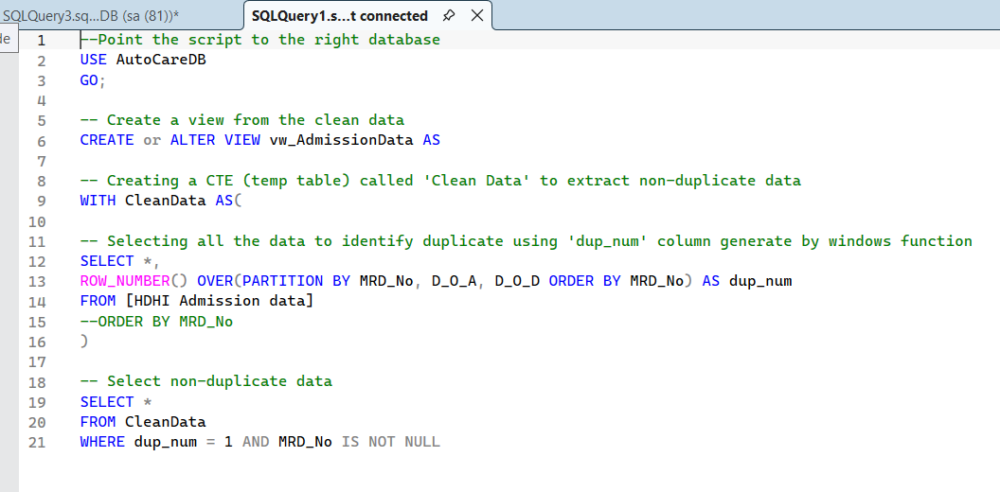 SQLQuery3.sq...DB (sa (81))*
SQLQuery1.s...t connected
de
1 --Point the script to the right database
2 USE AutoCareDB
3 GO;
4
5 -- Create a view from the clean data
6 CREATE or ALTER VIEW vw_AdmissionData AS
7
8 -- Creating a CTE (temp table) called 'Clean Data' to extract non-duplicate data
9 WITH CleanData AS(
10
11 -- Selecting all the data to identify duplicate using 'dup_num' column generate by windows function
12 SELECT *,
13 ROW_NUMBER() OVER(PARTITION BY MRD_No, D_O_A, D_O_D ORDER BY MRD_No) AS dup_num
14 FROM [HDHI Admission data]
15 --ORDER BY MRD_No
16 )
17
18 -- Select non-duplicate data
19 SELECT *
20 FROM CleanData
21 WHERE dup_num = 1 AND MRD_No IS NOT NULL